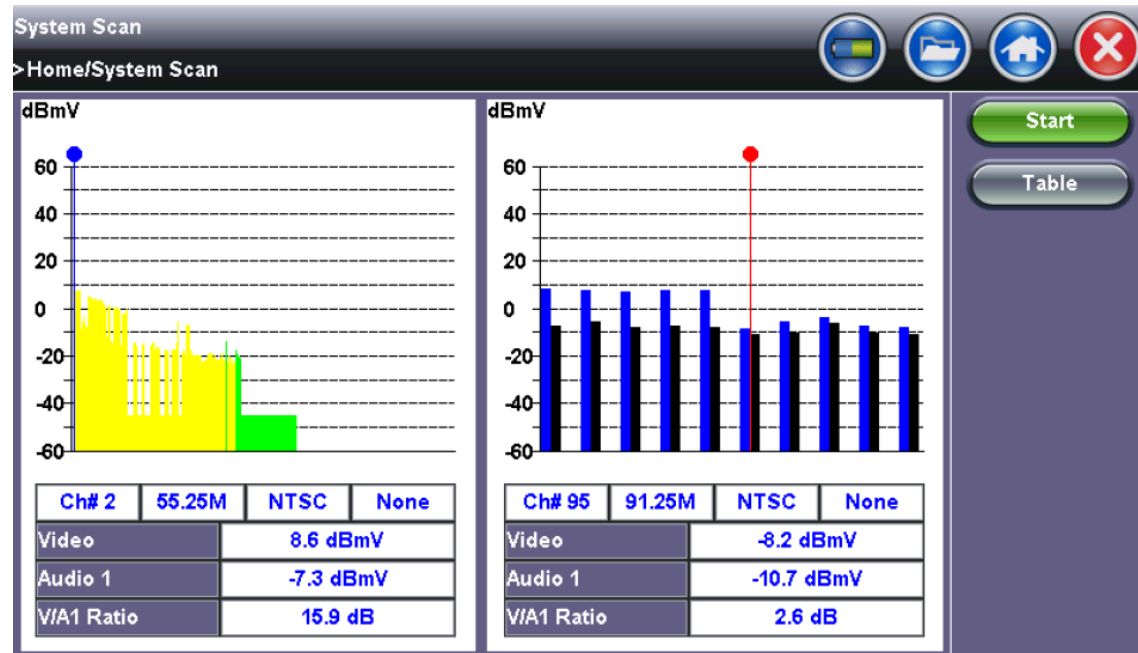 System Scan
>Home/System Scan
dBmV
60
40
20
0
-20
-40
-60
Ch# 2 55.25M NTSC None
Video 8.6 dBmV
Audio 1 -7.3 dBmV
V/A1 Ratio 15.9 dB
dBmV
60
40
20
0
-20
-40
-60
Ch# 95 91.25M NTSC None
Video -8.2 dBmV
Audio 1 -10.7 dBmV
V/A1 Ratio 2.6 dB
Start
Table